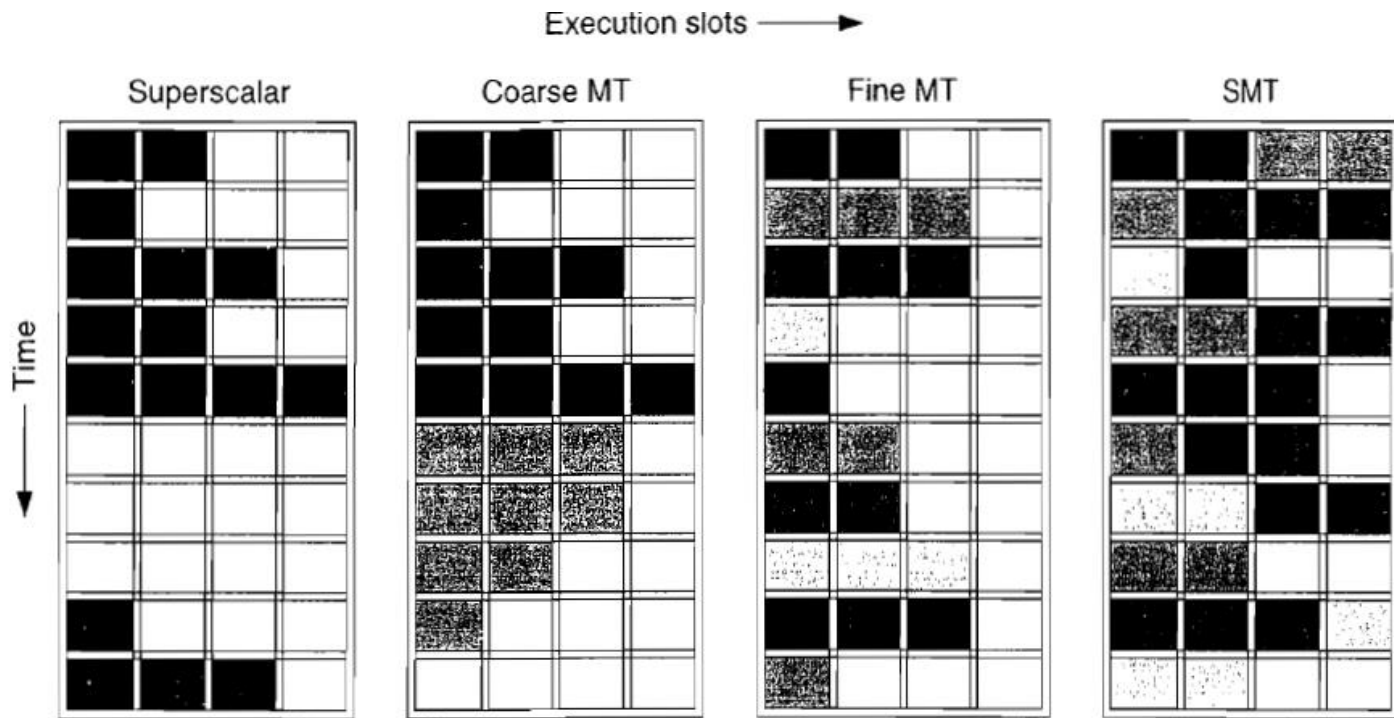 Execution slots
Superscalar
Coarse MT
Fine MT
SMT
Time